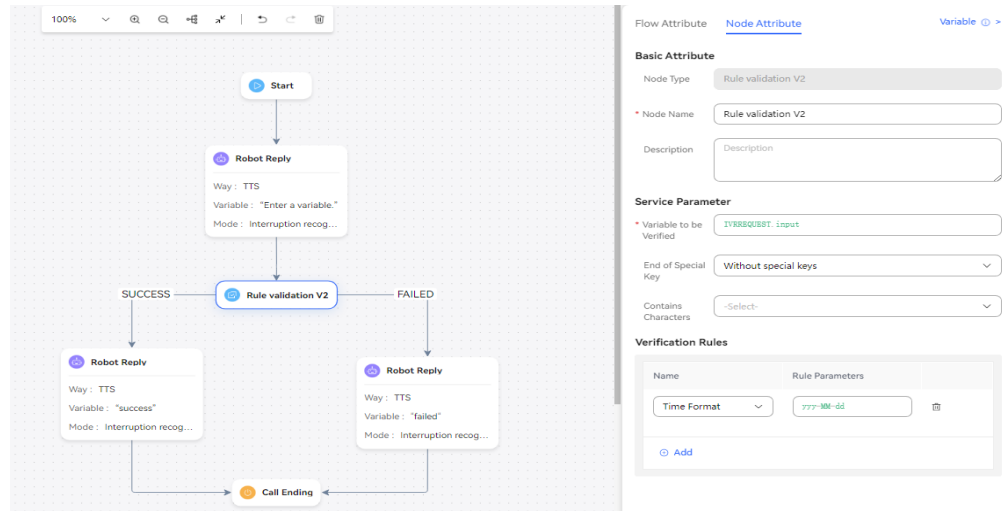 100%
Start
Robot Reply
Way : TTS
Variable : "Enter a variable."
Mode : Interruption recog...
SUCCESS
Rule validation V2
FAILED
Robot Reply
Way : TTS
Variable : "success"
Mode : Interruption recog...
Robot Reply
Way : TTS
Variable : "failed"
Mode : Interruption recog...
Call Ending
Flow Attribute
Node Attribute
Variable
>
Basic Attribute
Node Type
Rule validation V2
* Node Name
Rule validation V2
Description
Description
Service Parameter
* Variable to be
Verified
IVRREQUEST.input
End of Special
Key
Without special keys
Contains
Characters
-Select-
Verification Rules
Name
Rule Parameters
Time Format
yyy-MM-dd
Add